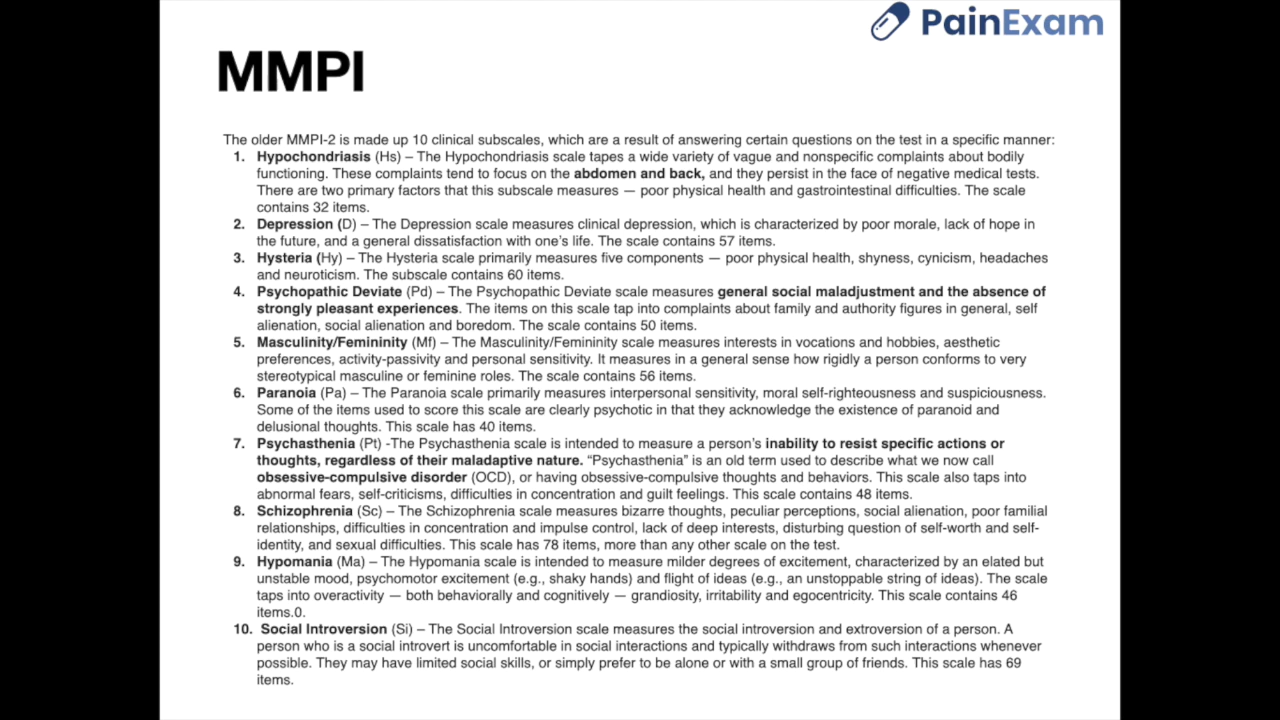 PainExam
MMPI
The older MMPI-2 is made up 10 clinical subscales, which are a result of answering certain questions on the test in a specific manner:
1. Hypochondriasis (Hs) – The Hypochondriasis scale tapes a wide variety of vague and nonspecific complaints about bodily
functioning. These complaints tend to focus on the abdomen and back, and they persist in the face of negative medical tests.
There are two primary factors that this subscale measures — poor physical health and gastrointestinal difficulties. The scale
contains 32 items.
2. Depression (D) – The Depression scale measures clinical depression, which is characterized by poor morale, lack of hope in
the future, and a general dissatisfaction with one's life. The scale contains 57 items.
3. Hysteria (Hy) – The Hysteria scale primarily measures five components — poor physical health, shyness, cynicism, headaches
and neuroticism. The subscale contains 60 items.
4. Psychopathic Deviate (Pd) – The Psychopathic Deviate scale measures general social maladjustment and the absence of
strongly pleasant experiences. The items on this scale tap into complaints about family and authority figures in general, self
alienation, social alienation and boredom. The scale contains 50 items.
5. Masculinity/Femininity (Mf) – The Masculinity/Femininity scale measures interests in vocations and hobbies, aesthetic
preferences, activity-passivity and personal sensitivity. It measures in a general sense how rigidly a person conforms to very
stereotypical masculine or feminine roles. The scale contains 56 items.
6. Paranoia (Pa) – The Paranoia scale primarily measures interpersonal sensitivity, moral self-righteousness and suspiciousness.
Some of the items used to score this scale are clearly psychotic in that they acknowledge the existence of paranoid and
delusional thoughts. This scale has 40 items.
7. Psychasthenia (Pt) -The Psychasthenia scale is intended to measure a person's inability to resist specific actions or
thoughts, regardless of their maladaptive nature. “Psychasthenia” is an old term used to describe what we now call
obsessive-compulsive disorder (OCD), or having obsessive-compulsive thoughts and behaviors. This scale also taps into
abnormal fears, self-criticisms, difficulties in concentration and guilt feelings. This scale contains 48 items.
8. Schizophrenia (Sc) – The Schizophrenia scale measures bizarre thoughts, peculiar perceptions, social alienation, poor familial
relationships, difficulties in concentration and impulse control, lack of deep interests, disturbing question of self-worth and self-
identity, and sexual difficulties. This scale has 78 items, more than any other scale on the test.
9. Hypomania (Ma) – The Hypomania scale is intended to measure milder degrees of excitement, characterized by an elated but
unstable mood, psychomotor excitement (e.g., shaky hands) and flight of ideas (e.g., an unstoppable string of ideas). The scale
taps into overactivity — both behaviorally and cognitively — grandiosity, irritability and egocentricity. This scale contains 46
items.0.
10. Social Introversion (Si) – The Social Introversion scale measures the social introversion and extroversion of a person. A
person who is a social introvert is uncomfortable in social interactions and typically withdraws from such interactions whenever
possible. They may have limited social skills, or simply prefer to be alone or with a small group of friends. This scale has 69
items.